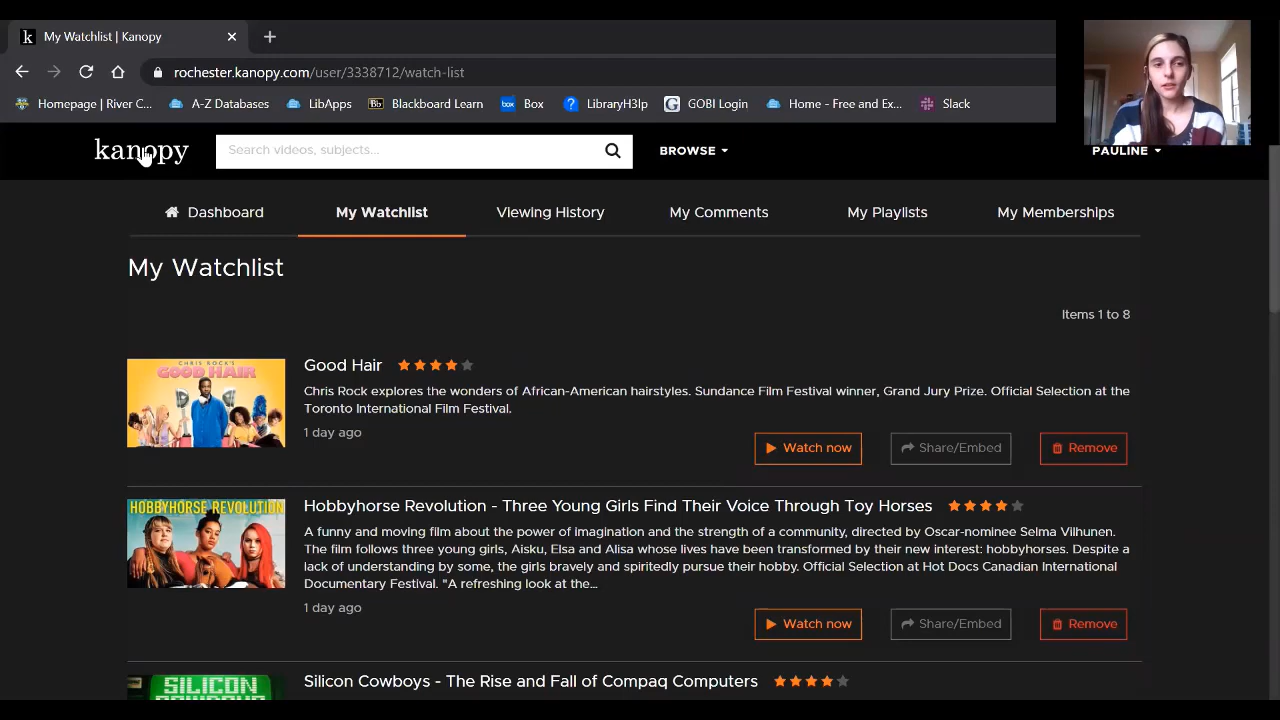 k My Watchlist | Kanopy
rochester.kanopy.com/user/3338712/watch-list
Homepage | River C... A-Z Databases LibApps Bb Blackboard Learn box Box ? LibraryH3lp G GOBI Login Home - Free and Ex... Slack
kanopy Search videos, subjects... BROWSE PAULINE
Dashboard My Watchlist Viewing History My Comments My Playlists My Memberships
My Watchlist
Items 1 to 8
CHRIS ROCK'S
GOOD HAIR
Good Hair
Chris Rock explores the wonders of African-American hairstyles. Sundance Film Festival winner, Grand Jury Prize. Official Selection at the
Toronto International Film Festival.
1 day ago
Watch now Share/Embed Remove
HOBBYHORSE REVOLUTION
Hobbyhorse Revolution - Three Young Girls Find Their Voice Through Toy Horses
A funny and moving film about the power of imagination and the strength of a community, directed by Oscar-nominee Selma Vilhunen.
The film follows three young girls, Aisku, Elsa and Alisa whose lives have been transformed by their new interest: hobbyhorses. Despite a
lack of understanding by some, the girls bravely and spiritedly pursue their hobby. Official Selection at Hot Docs Canadian International
Documentary Festival. "A refreshing look at the...
1 day ago
Watch now Share/Embed Remove
SILICON
COWBOYS
Silicon Cowboys - The Rise and Fall of Compaq Computers